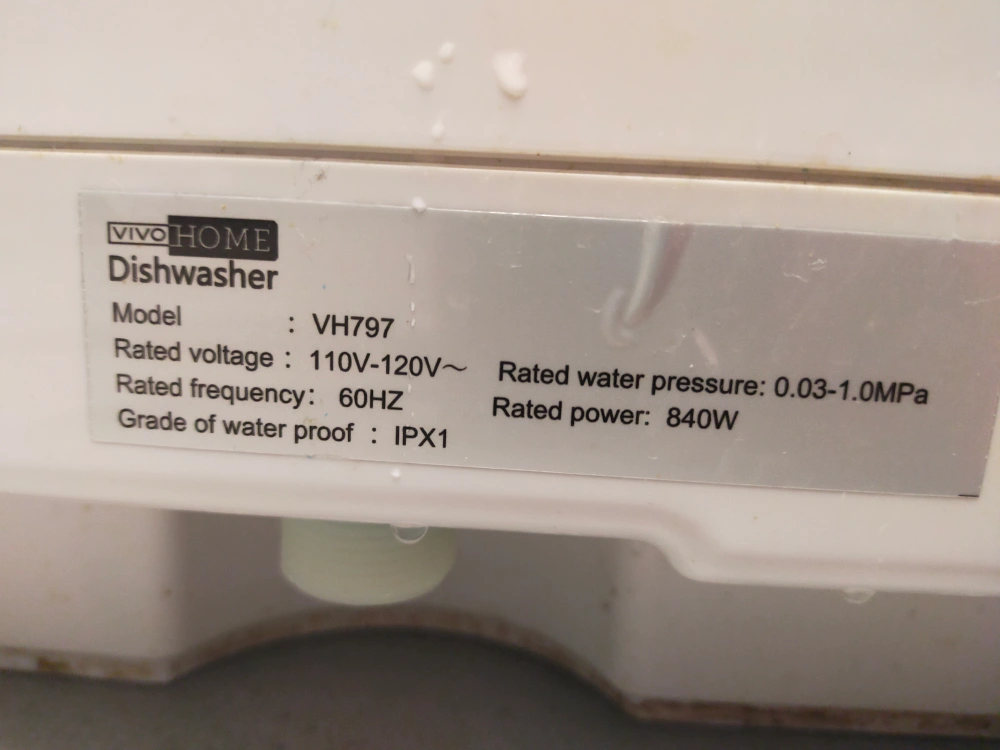 VIVO HOME
Dishwasher
Model : VH797
Rated voltage : 110V-120V～
Rated frequency: 60HZ
Grade of water proof : IPX1
Rated water pressure: 0.03-1.0MPa
Rated power: 840W